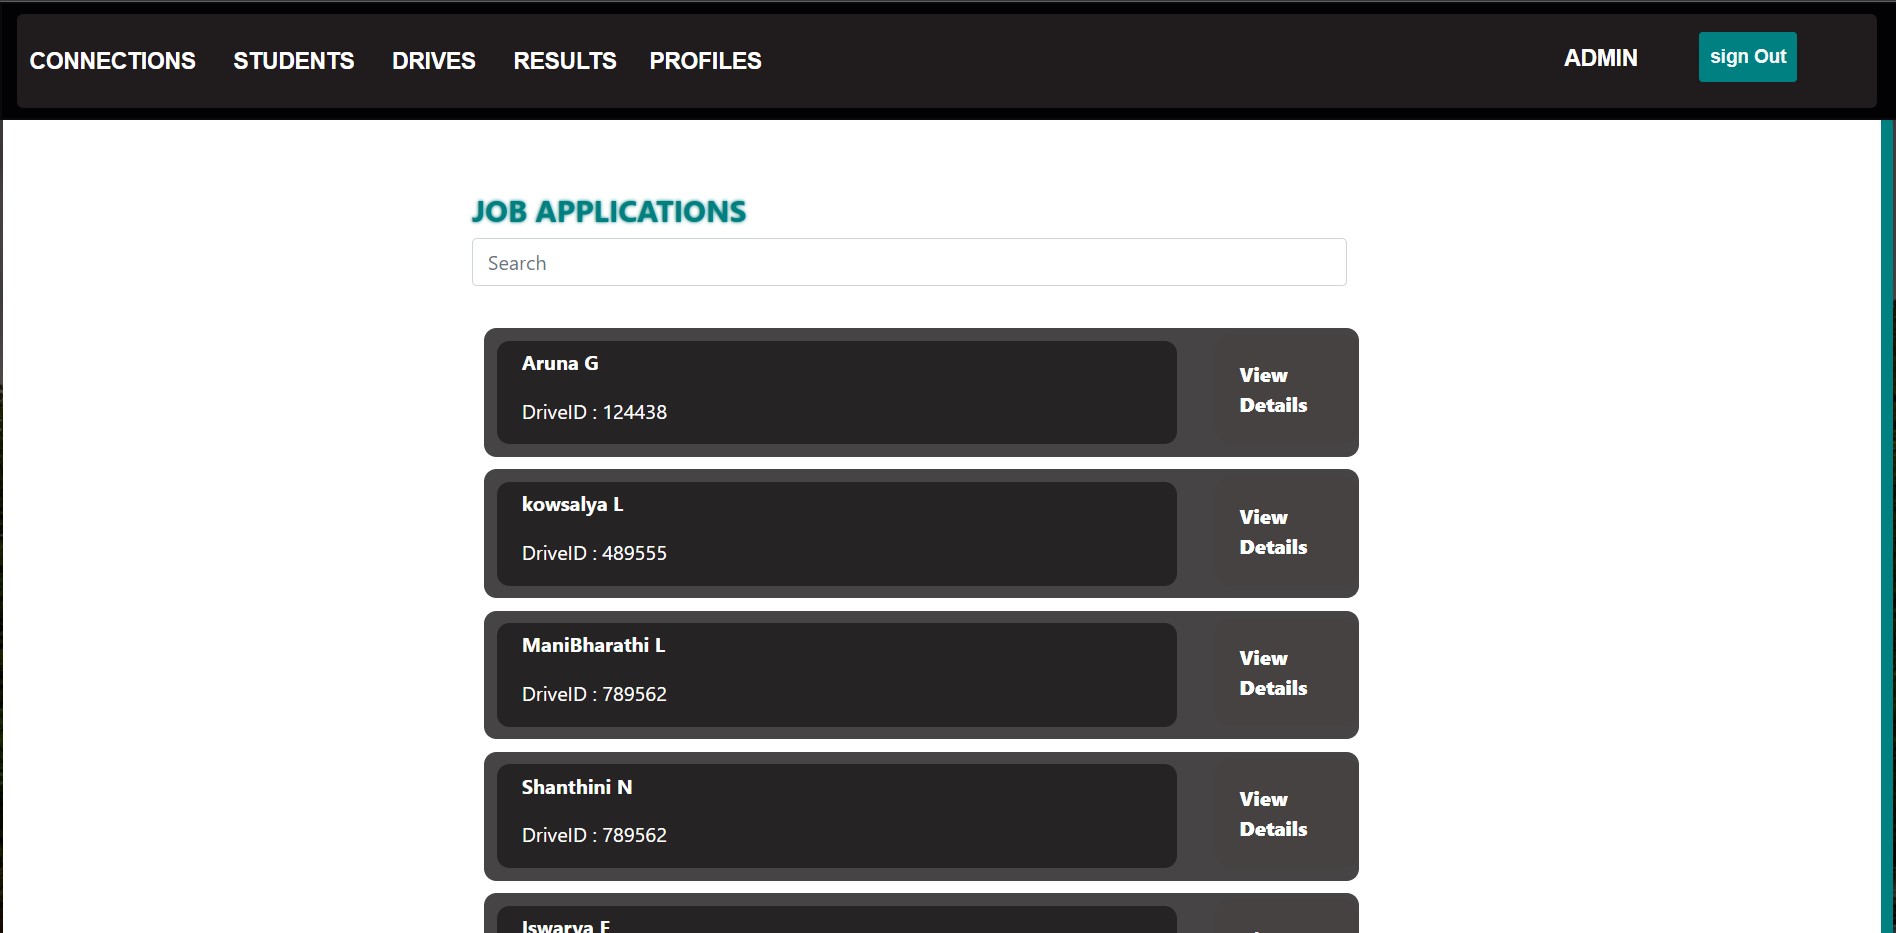 CONNECTIONS STUDENTS DRIVES RESULTS PROFILES ADMIN sign Out
JOB APPLICATIONS
Search
Aruna G
DriveID : 124438
View
Details
kowsalya L
DriveID : 489555
View
Details
ManiBharathi L
DriveID : 789562
View
Details
Shanthini N
DriveID : 789562
View
Details